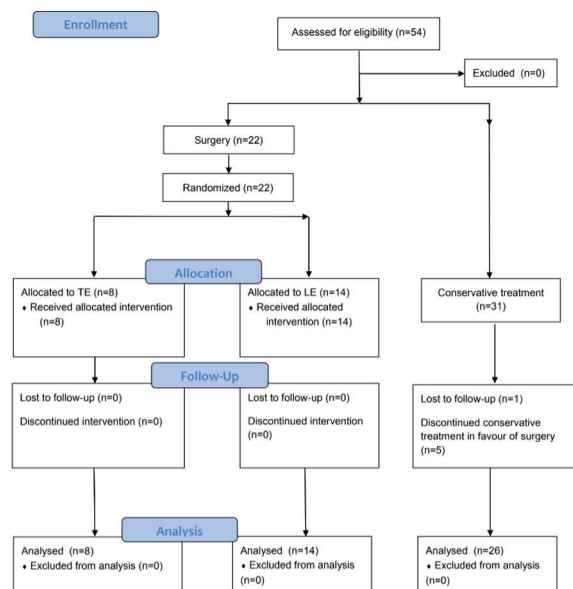 Enrollment
Assessed for eligibility (n=54)
Excluded (n=0)
Surgery (n=22)
Randomized (n=22)
Allocation
Allocated to TE (n=8)
♦ Received allocated intervention
(n=8)
Allocated to LE (n=14)
♦ Received allocated
intervention (n=14)
Conservative treatment
(n=31)
Follow-Up
Lost to follow-up (n=0)
Discontinued intervention (n=0)
Lost to follow-up (n=0)
Discontinued intervention
(n=0)
Lost to follow-up (n=1)
Discontinued conservative
treatment in favour of surgery
(n=5)
Analysis
Analysed (n=8)
♦ Excluded from analysis (n=0)
Analysed (n=14)
♦ Excluded from analysis
(n=0)
Analysed (n=26)
♦ Excluded from analysis
(n=0)